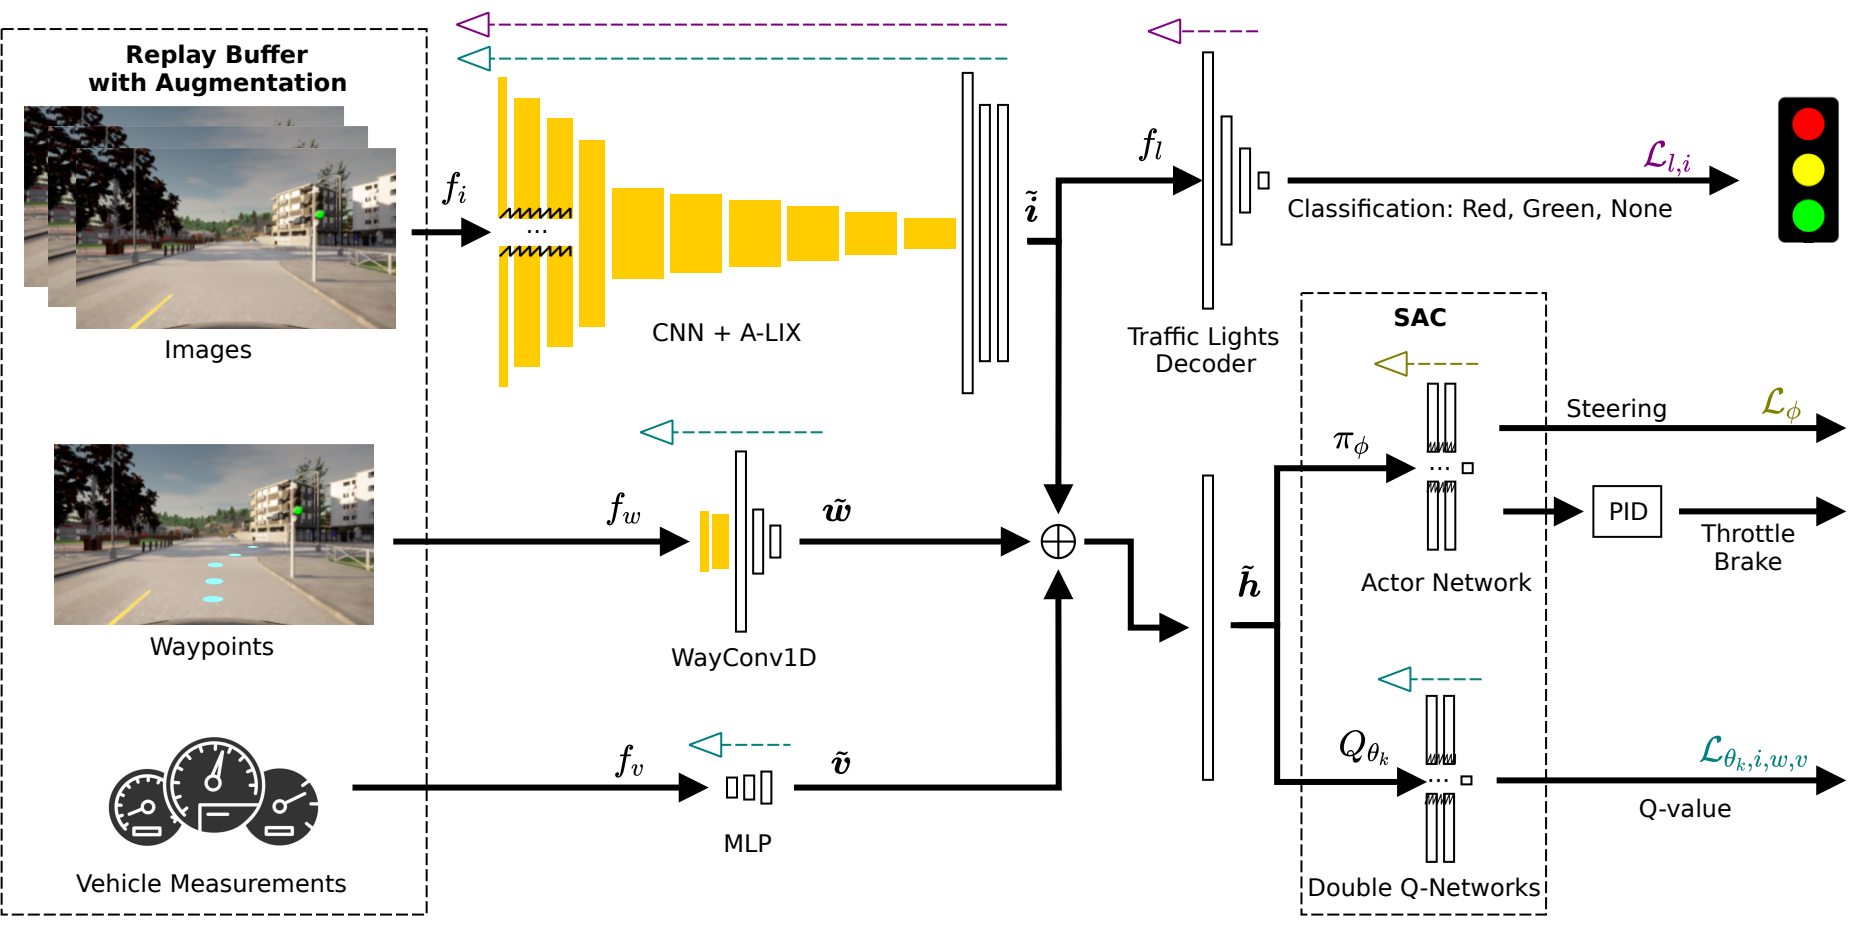 Replay Buffer
with Augmentation
Images
Waypoints
Vehicle Measurements
f_i
...
CNN + A-LIX
ĩ
f_w
WayConv1D
w̃
f_v
MLP
ṽ
f_l
Traffic Lights
Decoder
ℒ_{l,i}
Classification: Red, Green, None
h̃
SAC
π_ϕ
...
Actor Network
Steering
ℒ_ϕ
PID
Throttle
Brake
Q_{θ_k}
...
Double Q-Networks
ℒ_{θ_k,i,w,v}
Q-value